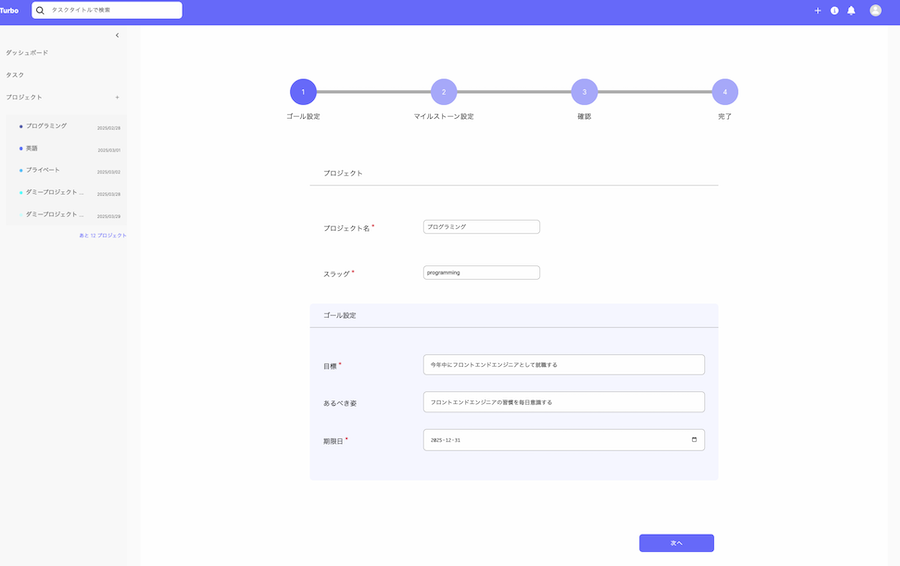 Turbo
タスクタイトルで検索
ダッシュボード
タスク
プロジェクト +
プログラミング 2025/02/28
英語 2025/03/01
プライベート 2025/03/02
ダミープロジェクト ... 2025/03/28
ダミープロジェクト ... 2025/03/29
あと 12 プロジェクト
1 2 3 4
ゴール設定 マイルストーン設定 確認 完了
プロジェクト
プロジェクト名* プログラミング
スラッグ* programming
ゴール設定
目標* 今年中にフロントエンドエンジニアとして就職する
あるべき姿 フロントエンドエンジニアの習慣を毎日意識する
期限日* 2025-12-31
次へ